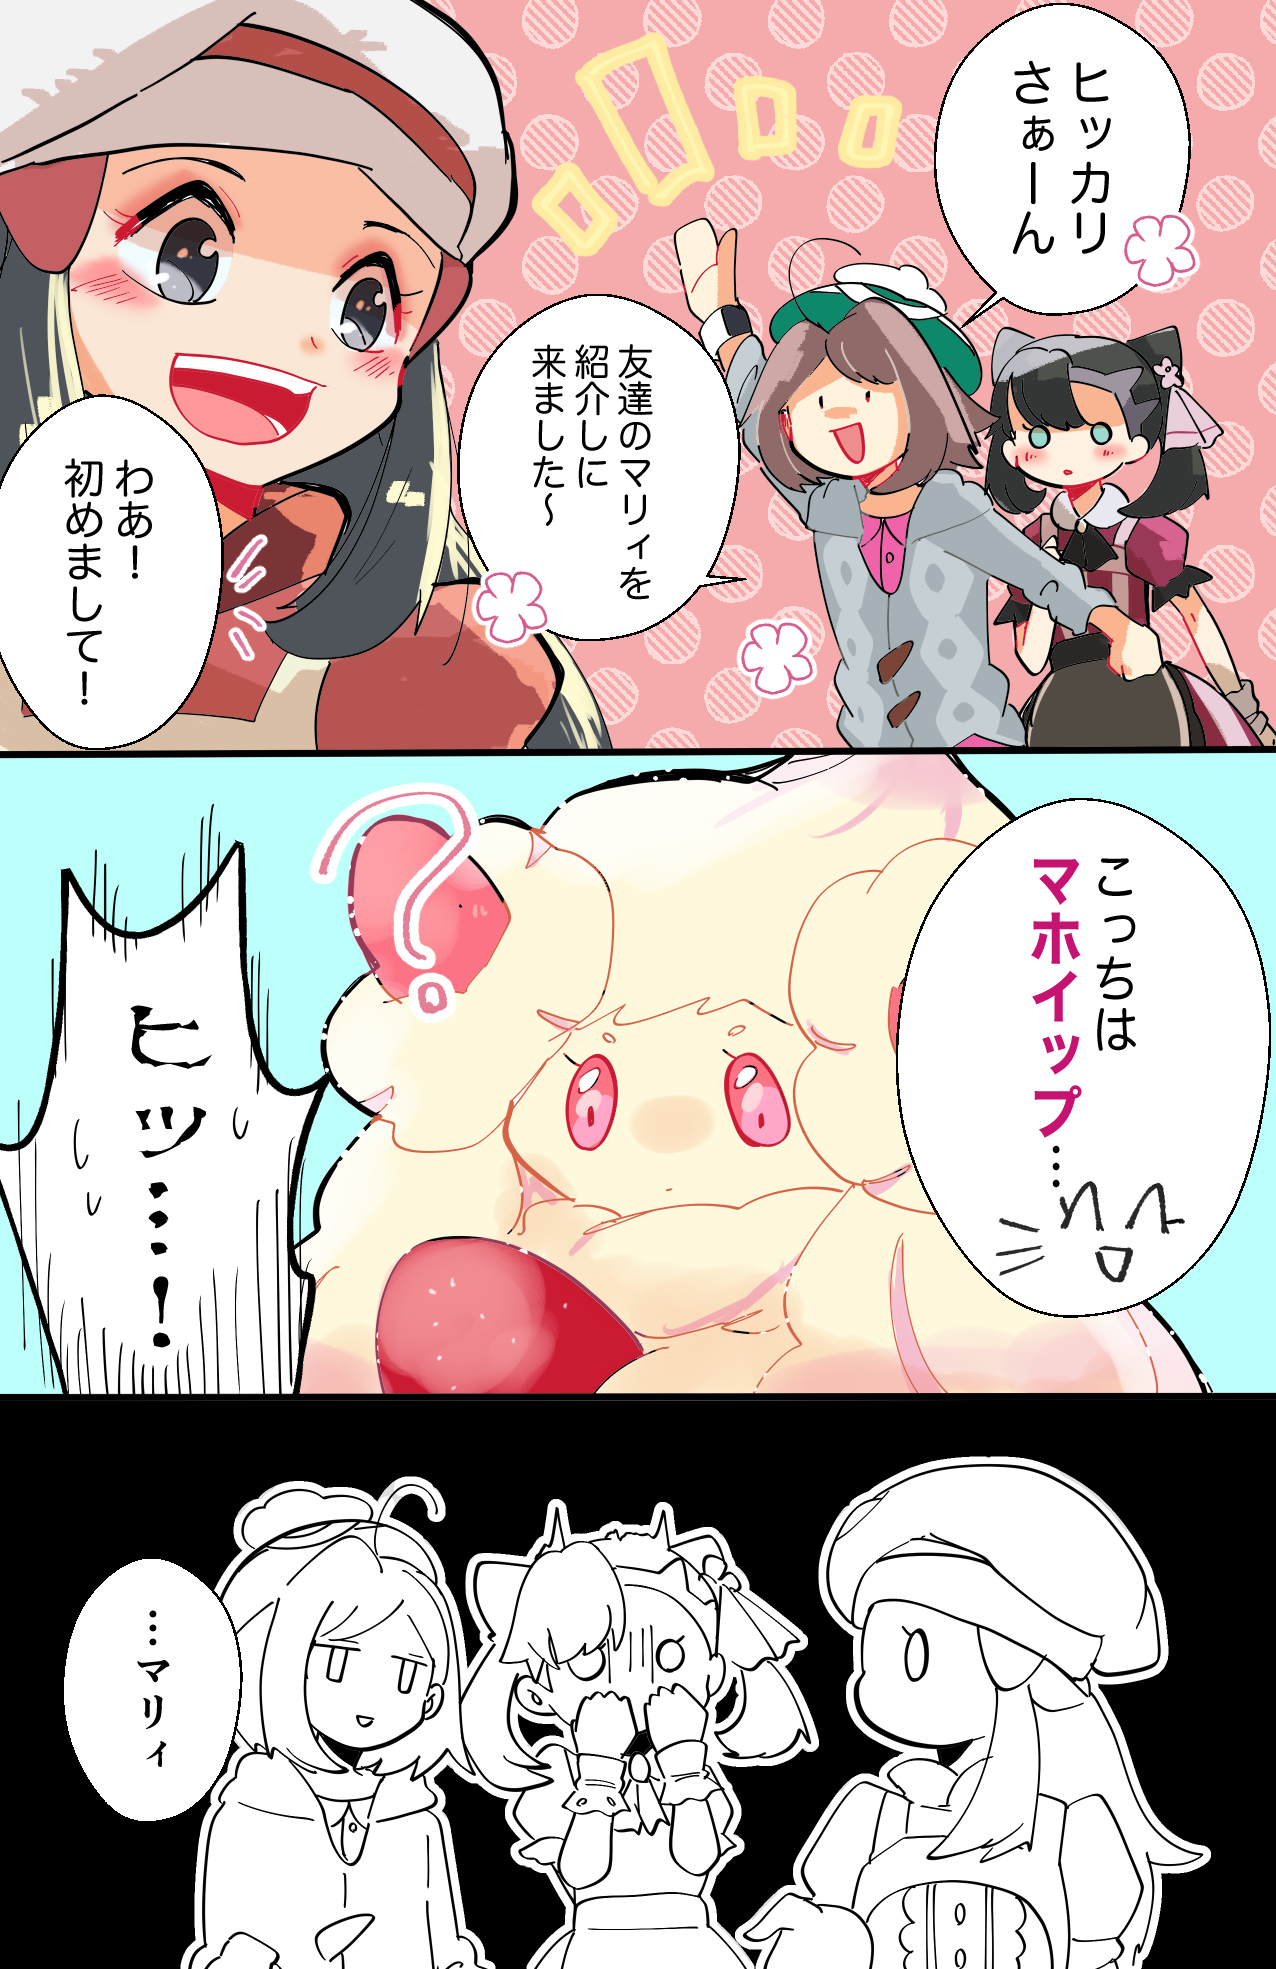 ヒッカリ
さぁーん
友達のマリィを
紹介しに
来ました～
わあ！
初めまして！
こっちは
マホイップ…
ヒッ……！
…マリィ